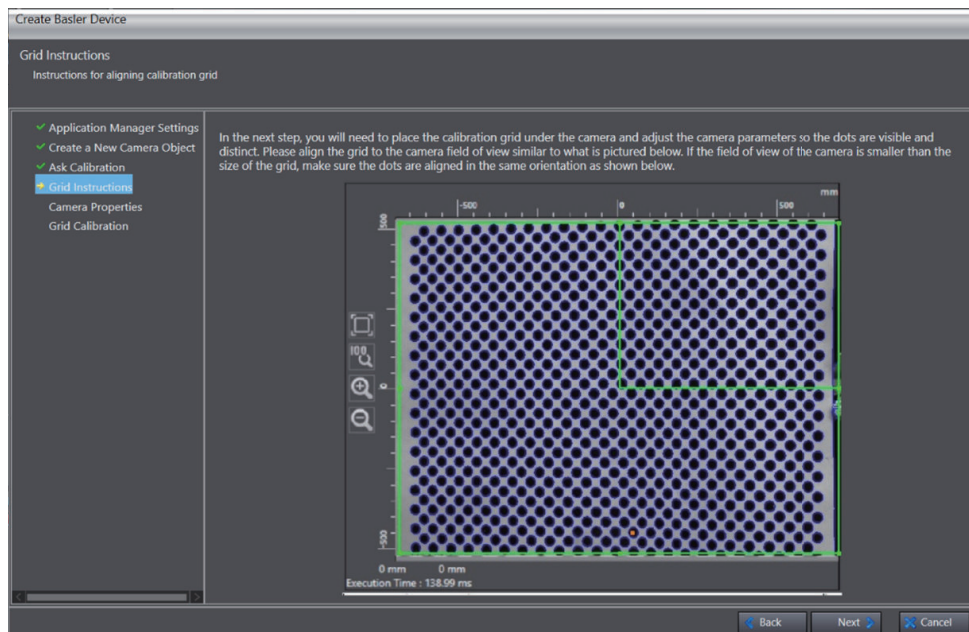 Create Basler Device
Grid Instructions
Instructions for aligning calibration grid
Application Manager Settings
Create a New Camera Object
Ask Calibration
Grid Instructions
Camera Properties
Grid Calibration
In the next step, you will need to place the calibration grid under the camera and adjust the camera parameters so the dots are visible and
distinct. Please align the grid to the camera field of view similar to what is pictured below. If the field of view of the camera is smaller than the
size of the grid, make sure the dots are aligned in the same orientation as shown below.
mm
-500 0 500
500
100
0
-500
0 mm 0 mm
Execution Time : 138.99 ms
Back Next Cancel